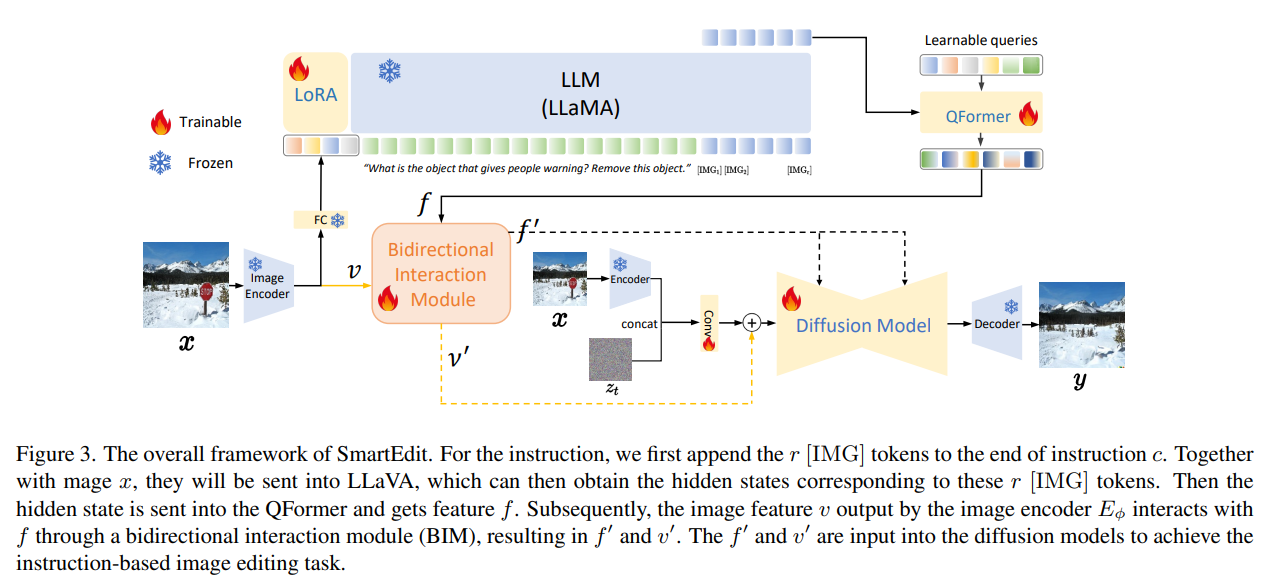 Learnable queries
LoRA
LLM
(LLaMA)
QFormer
Trainable
Frozen
“What is the object that gives people warning? Remove this object.” [IMG₁] [IMG₂] [IMGᵣ]
FC
f
f′
Image
Encoder
v
Bidirectional
Interaction
Module
Encoder
x
x
concat
Conv
+
Diffusion Model
Decoder
v′
zₜ
y
Figure 3. The overall framework of SmartEdit. For the instruction, we first append the r [IMG] tokens to the end of instruction c. Together
with mage x, they will be sent into LLaVA, which can then obtain the hidden states corresponding to these r [IMG] tokens. Then the
hidden state is sent into the QFormer and gets feature f. Subsequently, the image feature v output by the image encoder E_ϕ interacts with
f through a bidirectional interaction module (BIM), resulting in f′ and v′. The f′ and v′ are input into the diffusion models to achieve the
instruction-based image editing task.